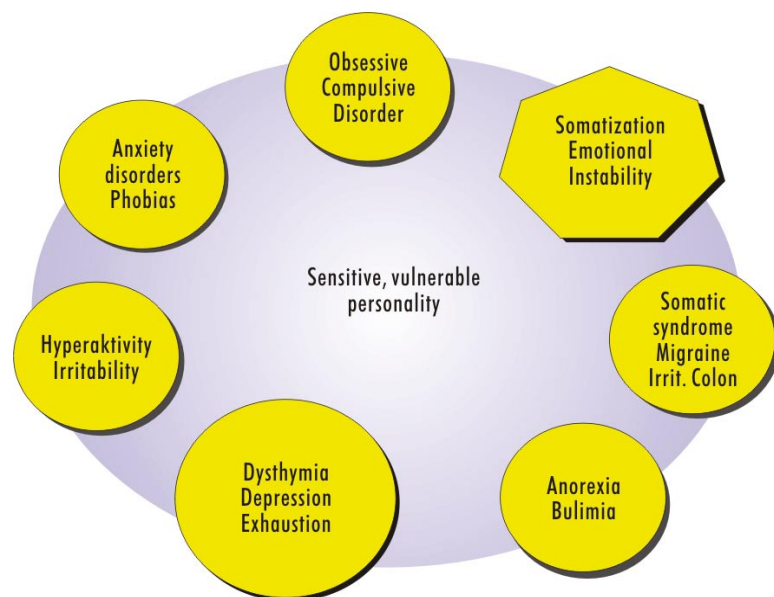 Obsessive
Compulsive
Disorder
Somatization
Emotional
Instability
Anxiety
disorders
Phobias
Sensitive, vulnerable
personality
Somatic
syndrome
Migraine
Irrit. Colon
Hyperaktivity
Irritability
Dysthymia
Depression
Exhaustion
Anorexia
Bulimia